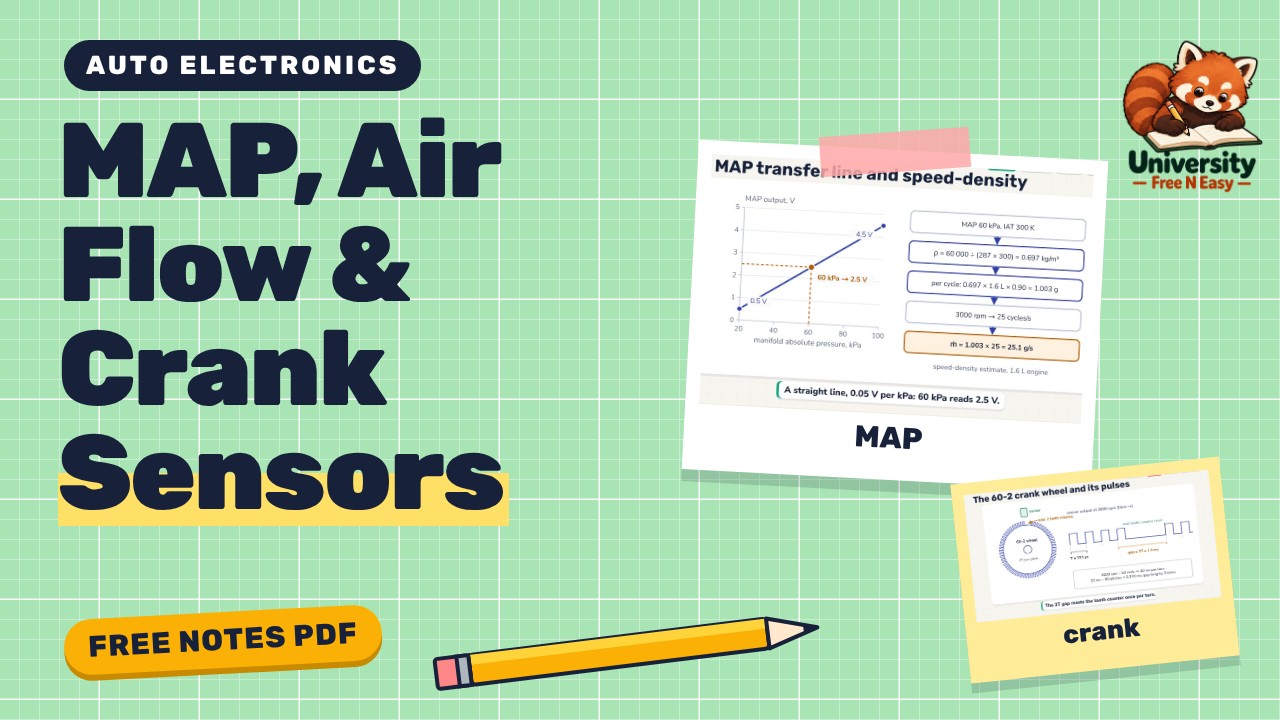 AUTO ELECTRONICS
MAP, Air
Flow &
Crank
Sensors
FREE NOTES PDF
University
Free N Easy
MAP transfer line and speed-density
MAP output, V
5
4
3
2
1
0
20
40
60
80
100
4.5 V
60 kPa → 2.5 V
0.5 V
manifold absolute pressure, kPa
MAP 60 kPa, IAT 300 K
ρ = 60 000 ÷ (287 × 300) = 0.697 kg/m³
per cycle: 0.697 × 1.6 L × 0.90 = 1.003 g
3000 rpm → 25 cycles/s
ṁ = 1.003 × 25 = 25.1 g/s
speed-density estimate, 1.6 L engine
A straight line, 0.05 V per kPa: 60 kPa reads 2.5 V.
MAP
The 60-2 crank wheel and its pulses
60-2 wheel
The 3T gap resets the tooth counter once per turn.
crank